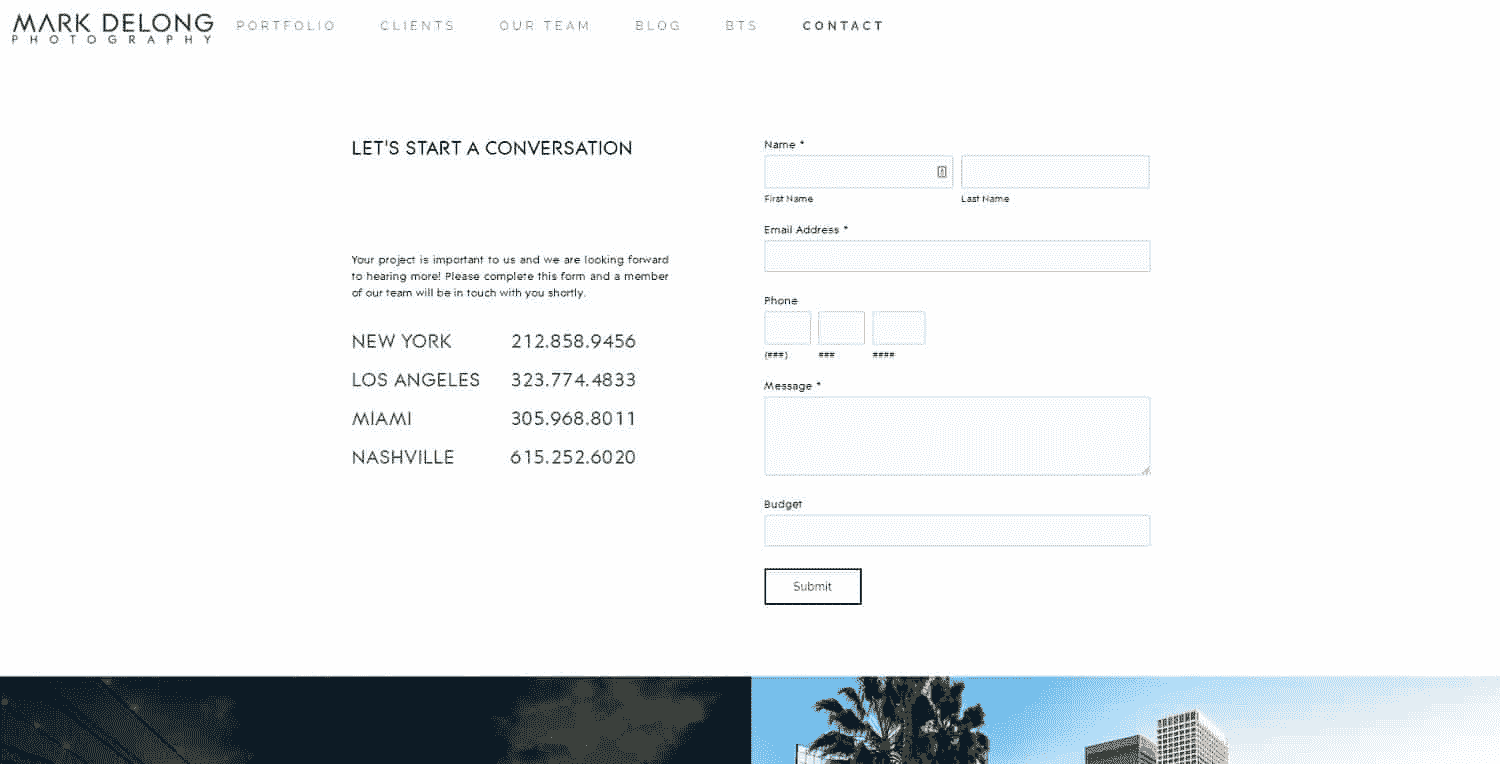 MARK DELONG
PHOTOGRAPHY
PORTFOLIO CLIENTS OUR TEAM BLOG BTS CONTACT
LET'S START A CONVERSATION
Your project is important to us and we are looking forward
to hearing more! Please complete this form and a member
of our team will be in touch with you shortly.
NEW YORK 212.858.9456
LOS ANGELES 323.774.4833
MIAMI 305.968.8011
NASHVILLE 615.252.6020
Name *
First Name Last Name
Email Address *
Phone
(###) ### ####
Message *
Budget
Submit